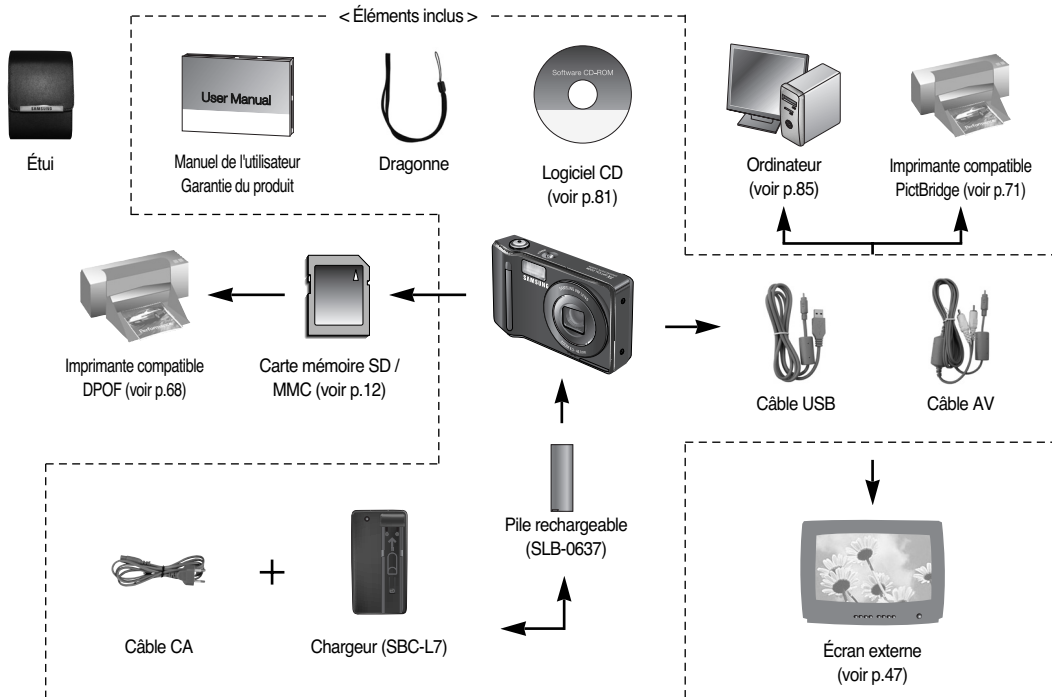 < Éléments inclus >
SAMSUNG
User Manual
Software CD-ROM
Étui
Manuel de l'utilisateur
Garantie du produit
Dragonne
Logiciel CD
(voir p.81)
Ordinateur
(voir p.85)
Imprimante compatible
PictBridge (voir p.71)
SAMSUNG
Imprimante compatible
DPOF (voir p.68)
Carte mémoire SD /
MMC (voir p.12)
Câble USB
Câble AV
Pile rechargeable
(SLB-0637)
Câble CA
Chargeur (SBC-L7)
Écran externe
(voir p.47)